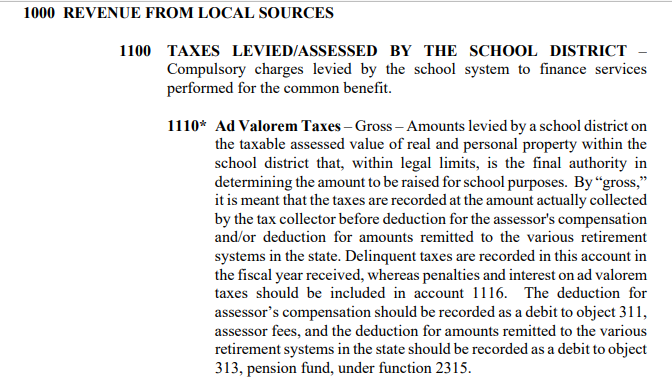 1000 REVENUE FROM LOCAL SOURCES
1100 TAXES LEVIED/ASSESSED BY THE SCHOOL DISTRICT –
Compulsory charges levied by the school system to finance services
performed for the common benefit.
1110* Ad Valorem Taxes – Gross – Amounts levied by a school district on
the taxable assessed value of real and personal property within the
school district that, within legal limits, is the final authority in
determining the amount to be raised for school purposes. By “gross,”
it is meant that the taxes are recorded at the amount actually collected
by the tax collector before deduction for the assessor's compensation
and/or deduction for amounts remitted to the various retirement
systems in the state. Delinquent taxes are recorded in this account in
the fiscal year received, whereas penalties and interest on ad valorem
taxes should be included in account 1116. The deduction for
assessor’s compensation should be recorded as a debit to object 311,
assessor fees, and the deduction for amounts remitted to the various
retirement systems in the state should be recorded as a debit to object
313, pension fund, under function 2315.